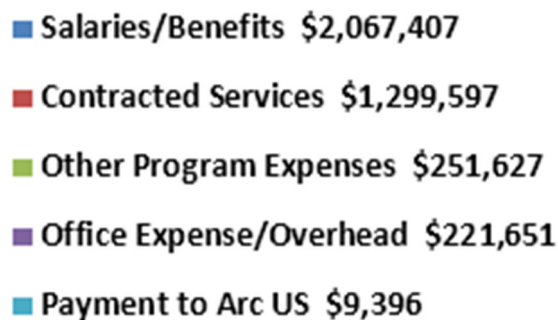 Salaries/Benefits $2,067,407
Contracted Services $1,299,597
Other Program Expenses $251,627
Office Expense/Overhead $221,651
Payment to Arc US $9,396